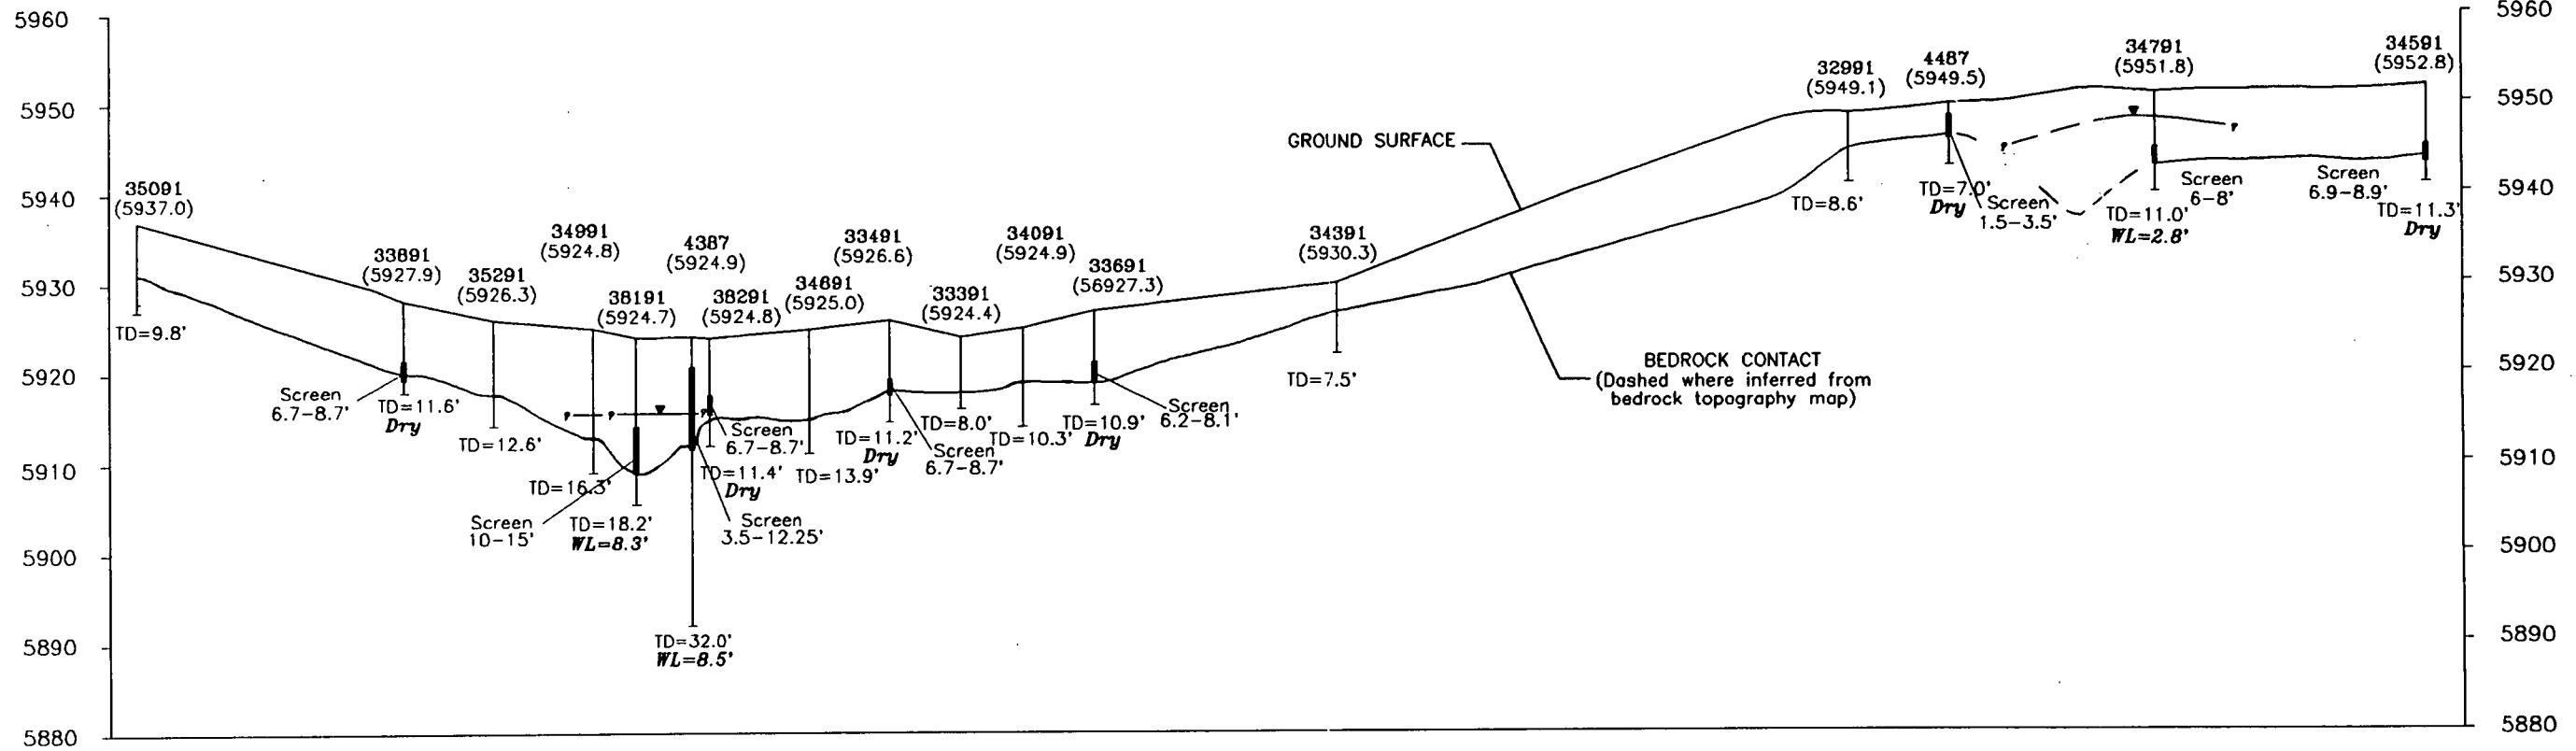 5960
5950
5940
5930
5920
5910
5900
5890
5880
35091
(5937.0)
TD=9.8'
33891
(5927.9)
Screen
6.7-8.7'
TD=11.6'
Dry
35291
(5926.3)
TD=12.6'
34991
(5924.8)
TD=16.3'
38191
(5924.7)
Screen
10-15'
TD=18.2'
WL=8.3'
4387
(5924.9)
Screen
3.5-12.25'
TD=32.0'
WL=8.5'
38291
(5924.8)
Screen
6.7-8.7'
TD=11.4'
Dry
34891
(5925.0)
TD=13.9'
33491
(5926.6)
TD=11.2'
Dry
Screen
6.7-8.7'
33391
(5924.4)
TD=8.0'
34091
(5924.9)
TD=10.3'
33691
(56927.3)
TD=10.9'
Dry
Screen
6.2-8.1'
34391
(5930.3)
TD=7.5'
GROUND SURFACE
BEDROCK CONTACT
(Dashed where inferred from
bedrock topography map)
32991
(5949.1)
TD=8.6'
4487
(5949.5)
TD=7.0'
Dry
Screen
1.5-3.5'
34791
(5951.8)
TD=11.0'
WL=2.8'
Screen
6-8'
34591
(5952.8)
Screen
6.9-8.9'
TD=11.3'
Dry
?
?
?
?
?
5960
5950
5940
5930
5920
5910
5900
5890
5880